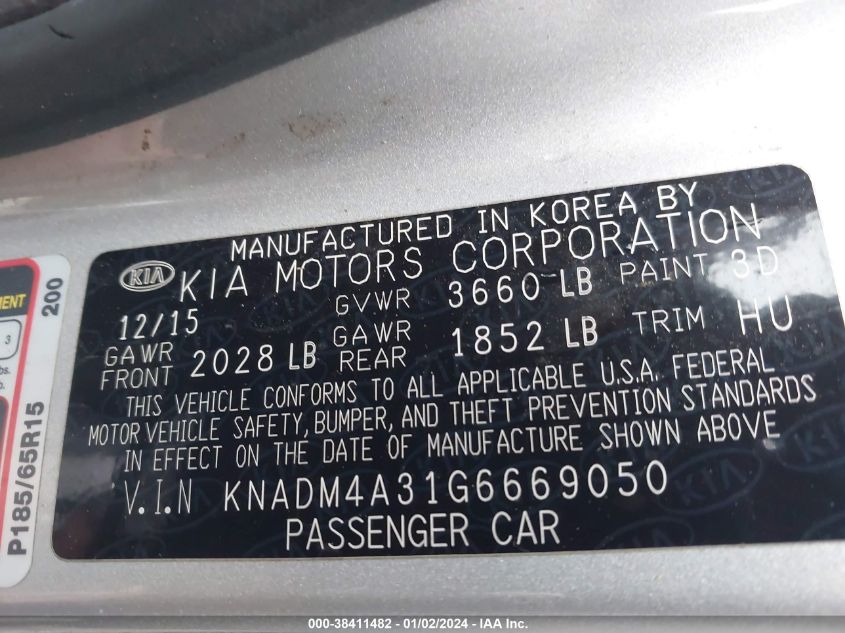 MANUFACTURED IN KOREA BY
KIA KIA MOTORS CORPORATION
12/15 GVWR 3660 LB PAINT 3D
GAWR FRONT 2028 LB GAWR REAR 1852 LB TRIM HU
THIS VEHICLE CONFORMS TO ALL APPLICABLE U.S.A. FEDERAL
MOTOR VEHICLE SAFETY, BUMPER, AND THEFT PREVENTION STANDARDS
IN EFFECT ON THE DATE OF MANUFACTURE SHOWN ABOVE
V.I.N KNADM4A31G6669050
PASSENGER CAR
3
200
P185/65R15
000-38411482 - 01/02/2024 - IAA Inc.